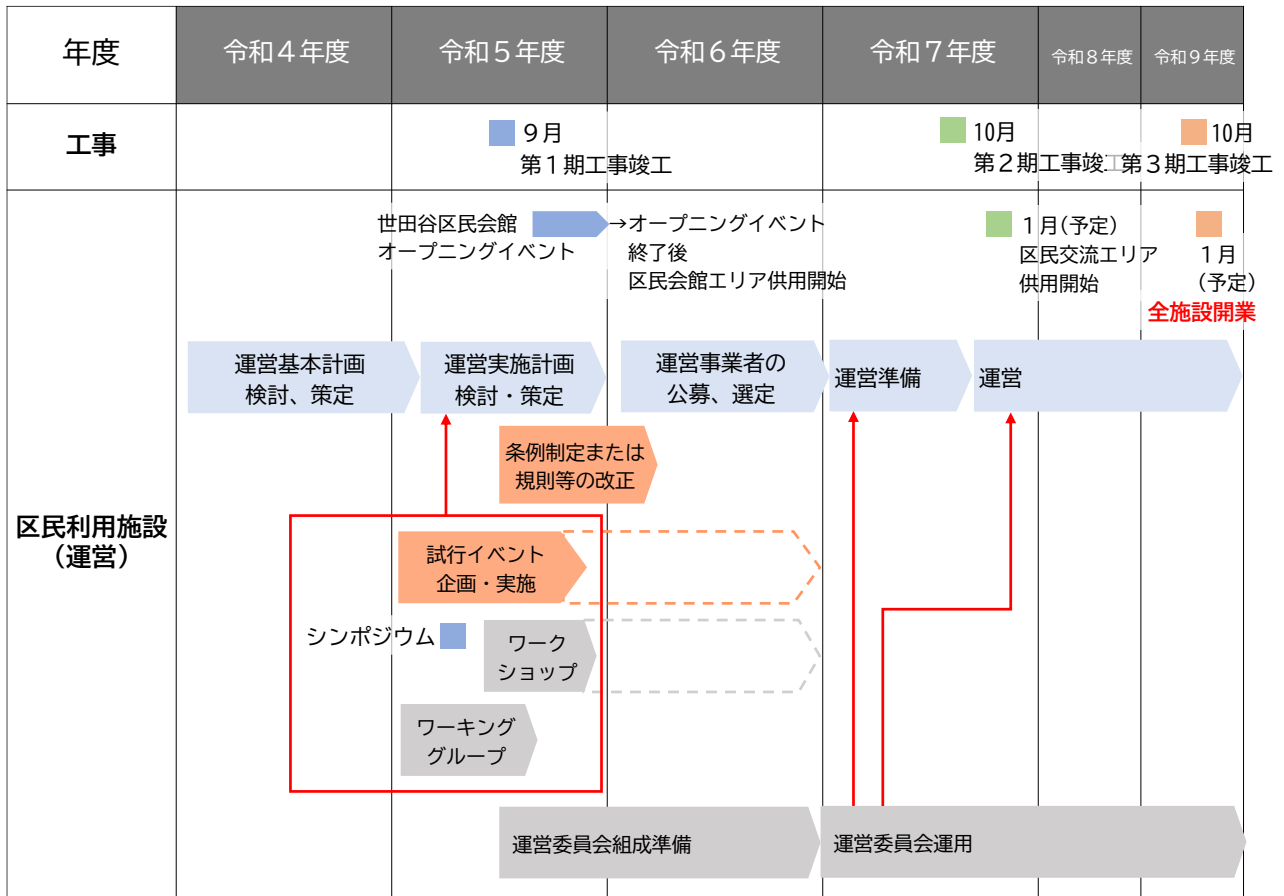 年度
令和４年度
令和５年度
令和６年度
令和７年度
令和８年度
令和９年度
工事
９月
第１期工事竣工
10月
第２期工事竣工
10月
第３期工事竣工
区民利用施設
（運営）
世田谷区民会館
オープニングイベント
→オープニングイベント
終了後
区民会館エリア供用開始
１月(予定)
区民交流エリア
供用開始
１月
(予定)
全施設開業
運営基本計画
検討、策定
運営実施計画
検討・策定
運営事業者の
公募、選定
運営準備
運営
条例制定または
規則等の改正
試行イベント
企画・実施
シンポジウム
ワーク
ショップ
ワーキング
グループ
運営委員会組成準備
運営委員会運用